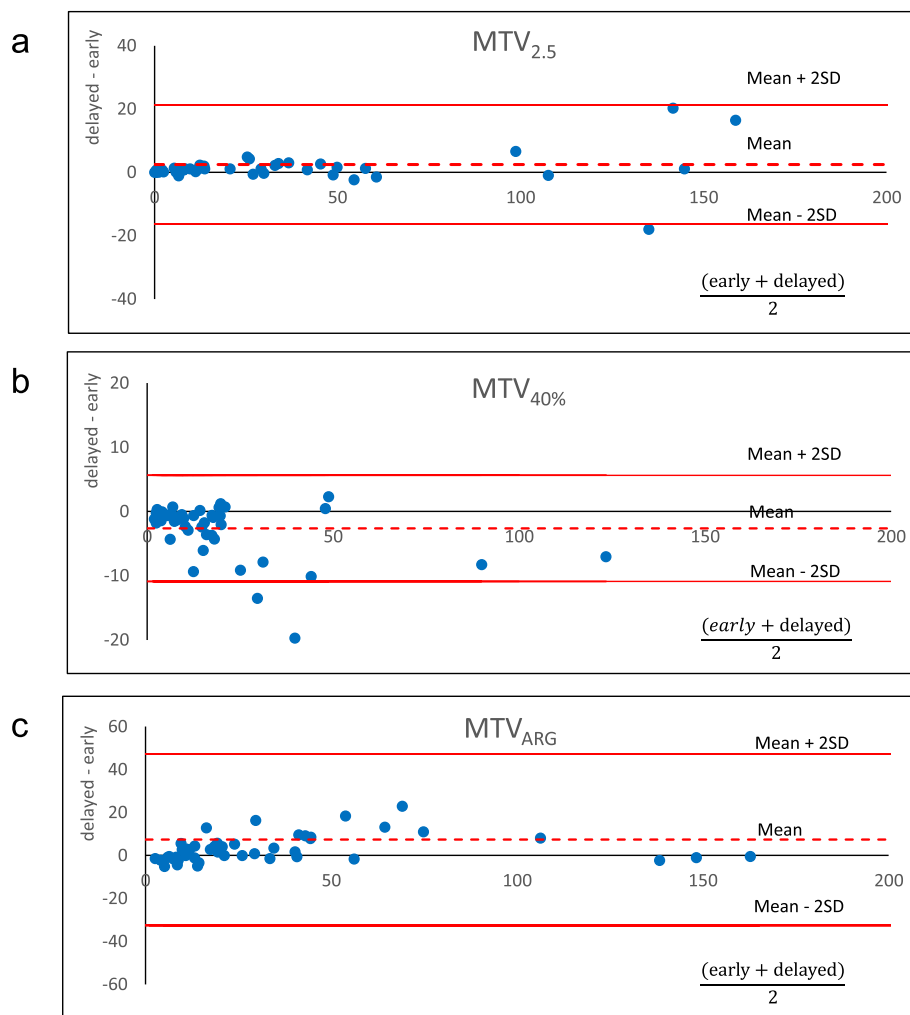 a
MTV2.5
delayed - early
40
20
0
-20
-40
0 50 100 150 200
Mean + 2SD
Mean
Mean - 2SD
(early + delayed)
2
b
MTV40%
delayed - early
20
10
0
-10
-20
0 50 100 150 200
Mean + 2SD
Mean
Mean - 2SD
(early + delayed)
2
c
MTVARG
delayed - early
60
40
20
0
-20
-40
-60
0 50 100 150 200
Mean + 2SD
Mean
Mean - 2SD
(early + delayed)
2